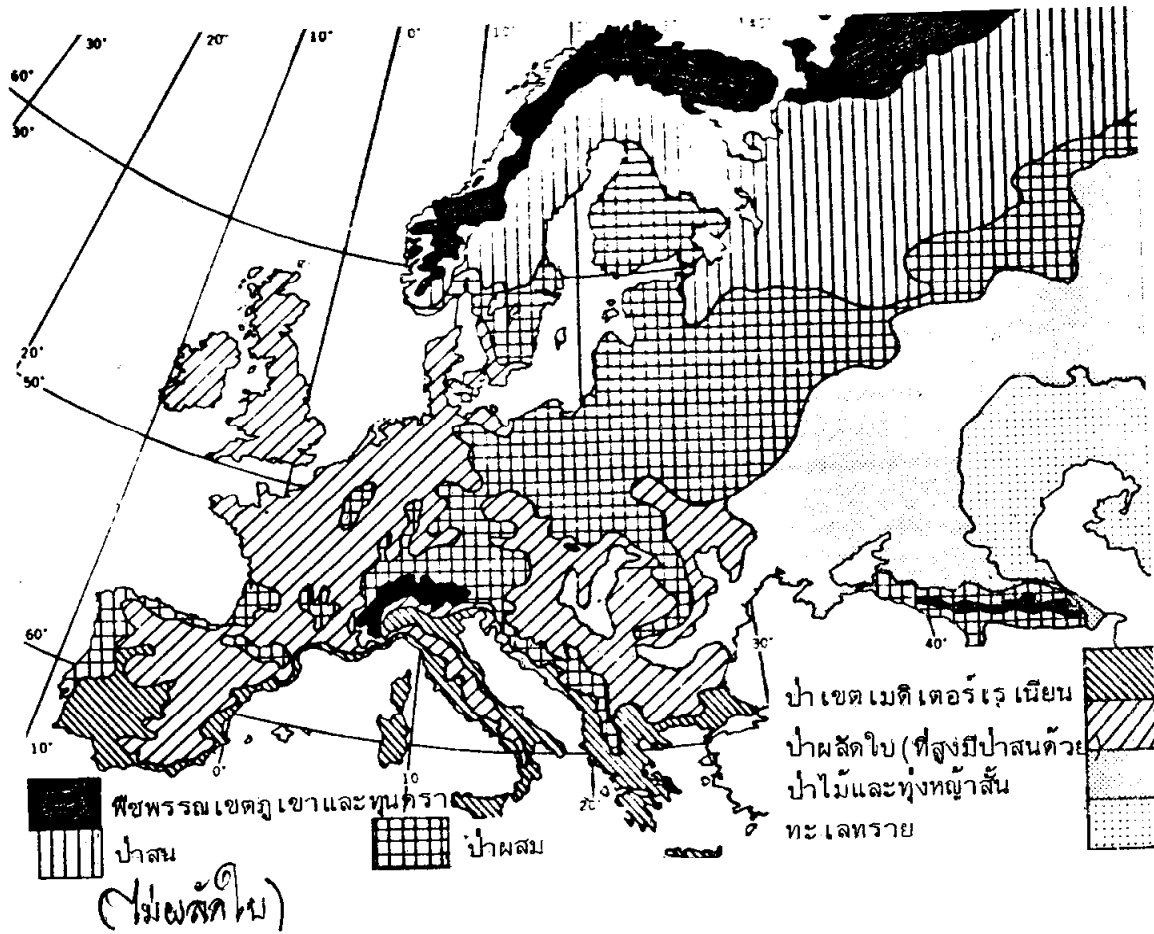 30° 20° 10° 0° 10°
60°
30°
20°
50°
60
10° 0° 10 20° 30° 40°
ป่าเขตเมดิเตอร์เรเนียน
ป่าผลัดใบ(ที่สูงมีป่าสนด้วย)
ป่าไม้และทุ่งหญ้าสั้น
ทะเลทราย
พืชพรรณเขตภูเขาและทุนดรา
ป่าสน
ป่าผสม
(ไม่ผลัดใบ)